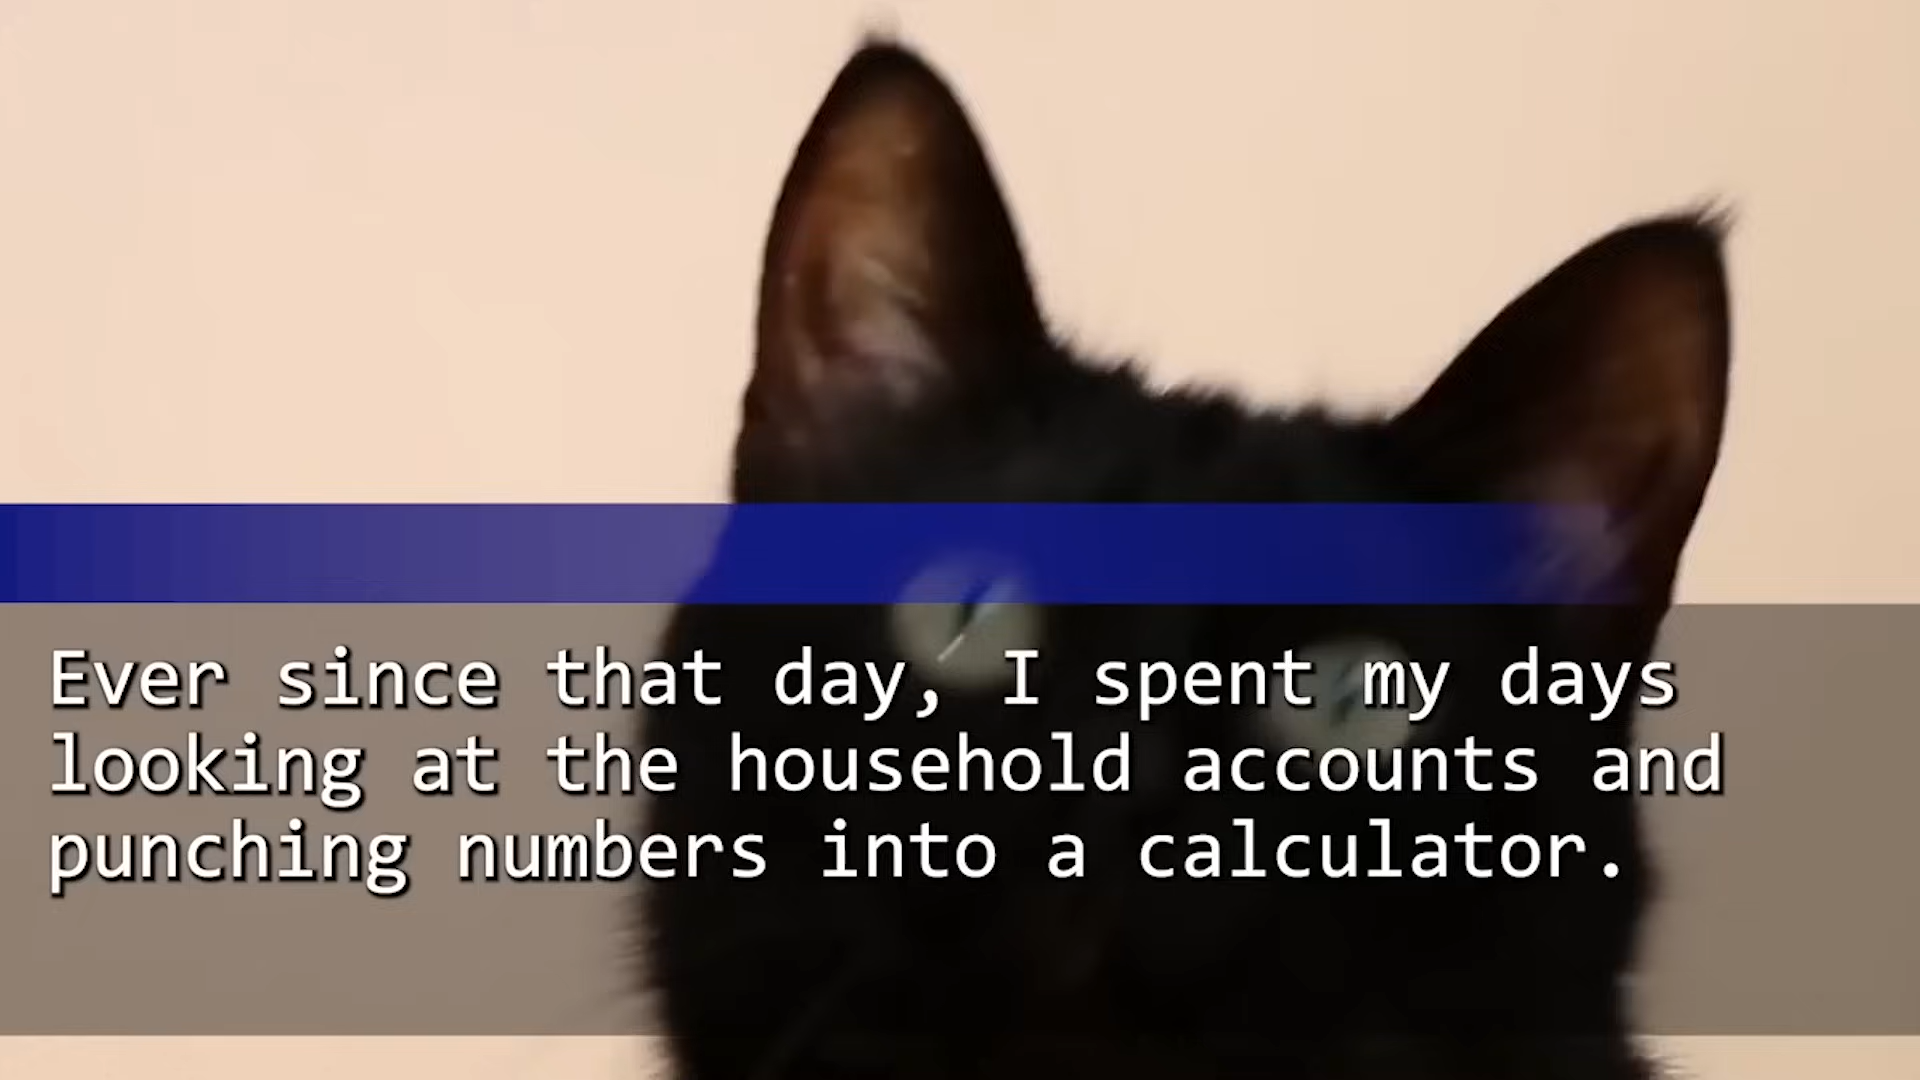 Ever since that day, I spent my days
looking at the household accounts and
punching numbers into a calculator.